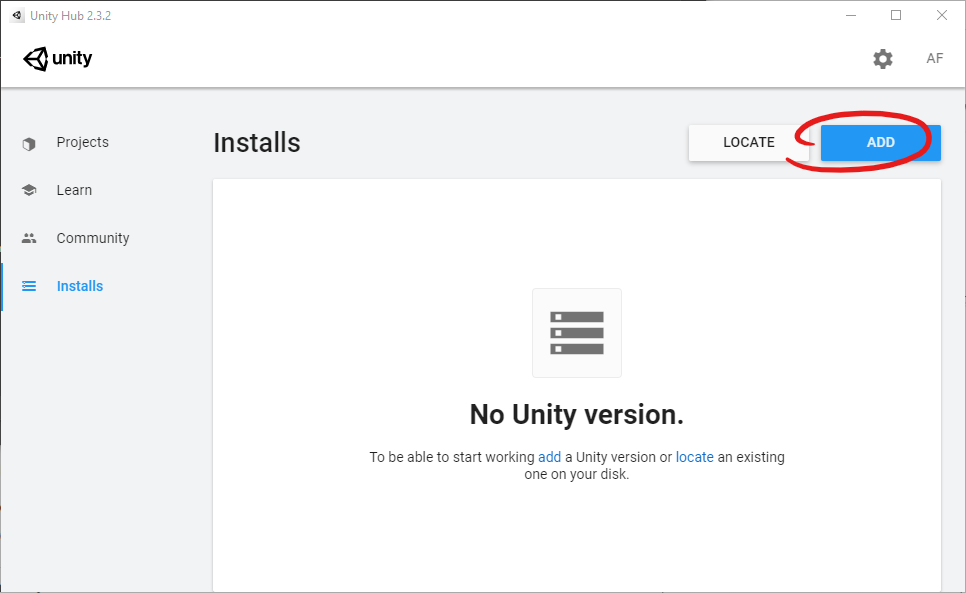 Unity Hub 2.3.2
unity
AF
Projects
Learn
Community
Installs
Installs
LOCATE
ADD
No Unity version.
To be able to start working add a Unity version or locate an existing
one on your disk.